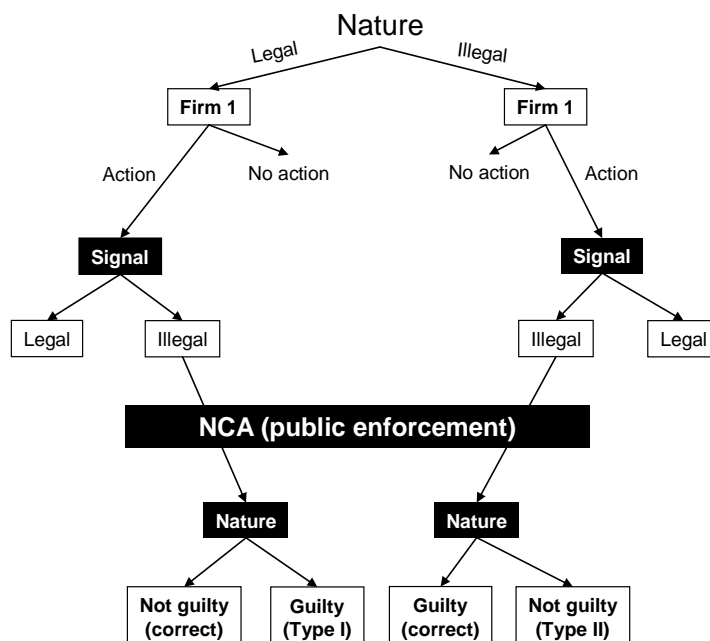 Nature
Legal
Illegal
Firm 1
Firm 1
Action
No action
No action
Action
Signal
Signal
Legal
Illegal
Illegal
Legal
NCA (public enforcement)
Nature
Nature
Not guilty
(correct)
Guilty
(Type I)
Guilty
(correct)
Not guilty
(Type II)